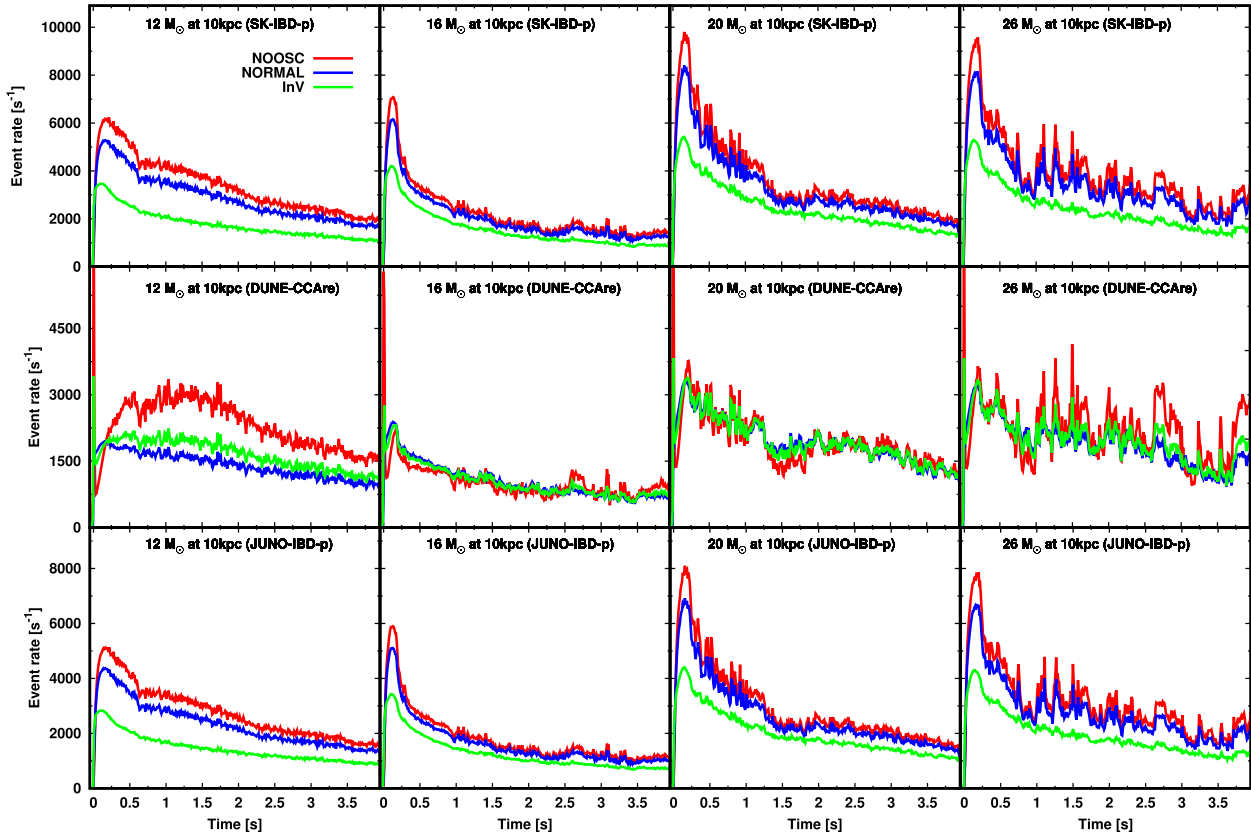 12 M⊙ at 10kpc (SK-IBD-p)
16 M⊙ at 10kpc (SK-IBD-p)
20 M⊙ at 10kpc (SK-IBD-p)
26 M⊙ at 10kpc (SK-IBD-p)
NOOSC
NORMAL
InV
Event rate [s⁻¹]
10000
8000
6000
4000
2000
0
12 M⊙ at 10kpc (DUNE-CCAre)
16 M⊙ at 10kpc (DUNE-CCAre)
20 M⊙ at 10kpc (DUNE-CCAre)
26 M⊙ at 10kpc (DUNE-CCAre)
Event rate [s⁻¹]
4500
3000
1500
0
12 M⊙ at 10kpc (JUNO-IBD-p)
16 M⊙ at 10kpc (JUNO-IBD-p)
20 M⊙ at 10kpc (JUNO-IBD-p)
26 M⊙ at 10kpc (JUNO-IBD-p)
Event rate [s⁻¹]
8000
6000
4000
2000
0
0 0.5 1 1.5 2 2.5 3 3.5
0 0.5 1 1.5 2 2.5 3 3.5
0 0.5 1 1.5 2 2.5 3 3.5
0 0.5 1 1.5 2 2.5 3 3.5
Time [s]
Time [s]
Time [s]
Time [s]